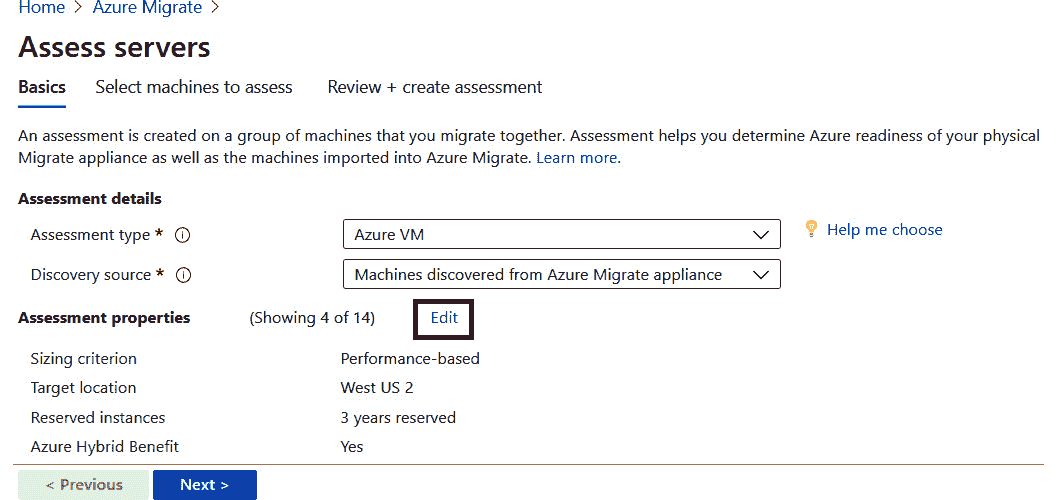 Home > Azure Migrate >
Assess servers
Basics Select machines to assess Review + create assessment
An assessment is created on a group of machines that you migrate together. Assessment helps you determine Azure readiness of your physical
Migrate appliance as well as the machines imported into Azure Migrate. Learn more.
Assessment details
Assessment type * Azure VM Help me choose
Discovery source * Machines discovered from Azure Migrate appliance
Assessment properties (Showing 4 of 14) Edit
Sizing criterion Performance-based
Target location West US 2
Reserved instances 3 years reserved
Azure Hybrid Benefit Yes
< Previous Next >